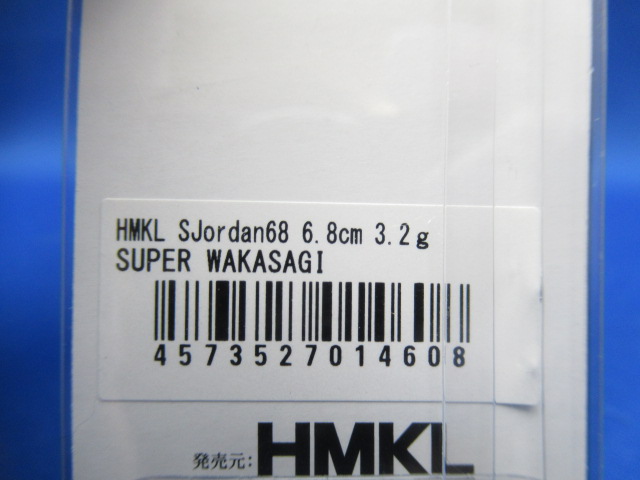 HMKL SJordan68 6.8cm 3.2g
SUPER WAKASAGI
4573527014608
発売元: HMKL